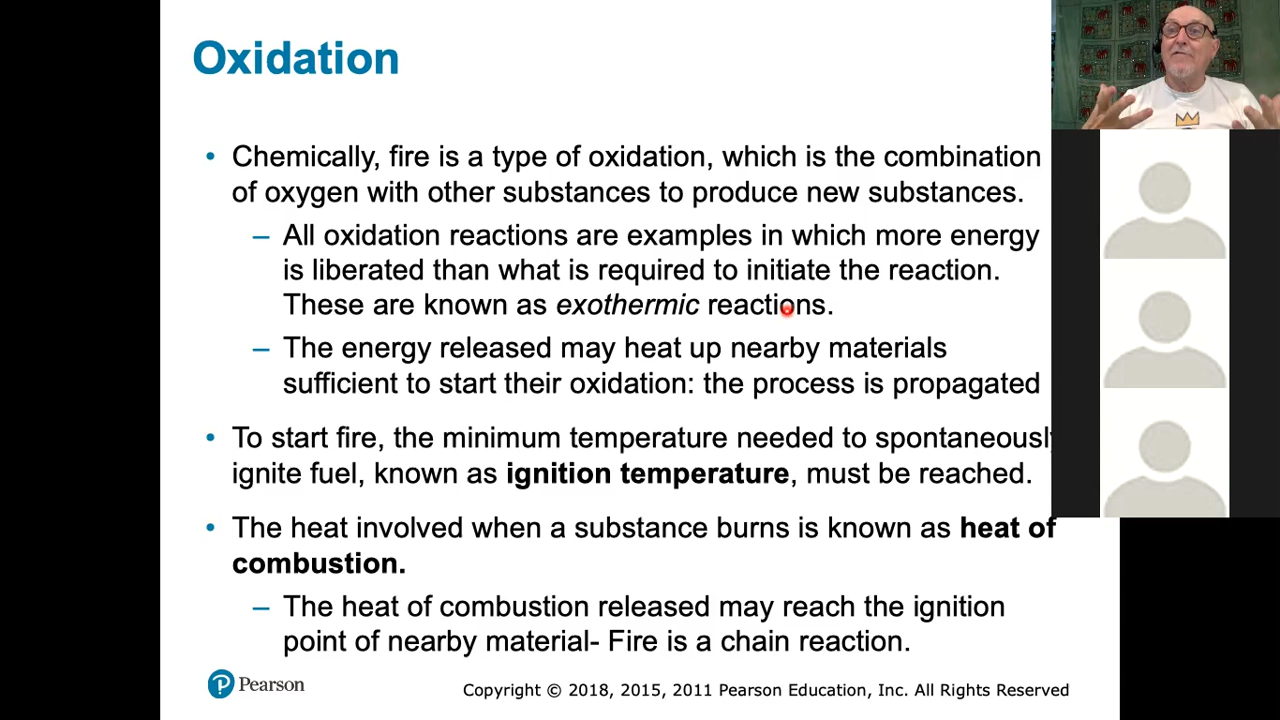 Oxidation
• Chemically, fire is a type of oxidation, which is the combination
of oxygen with other substances to produce new substances.
– All oxidation reactions are examples in which more energy
is liberated than what is required to initiate the reaction.
These are known as exothermic reactions.
– The energy released may heat up nearby materials
sufficient to start their oxidation: the process is propagated
• To start fire, the minimum temperature needed to spontaneously
ignite fuel, known as ignition temperature, must be reached.
• The heat involved when a substance burns is known as heat of
combustion.
– The heat of combustion released may reach the ignition
point of nearby material- Fire is a chain reaction.
Pearson
Copyright © 2018, 2015, 2011 Pearson Education, Inc. All Rights Reserved